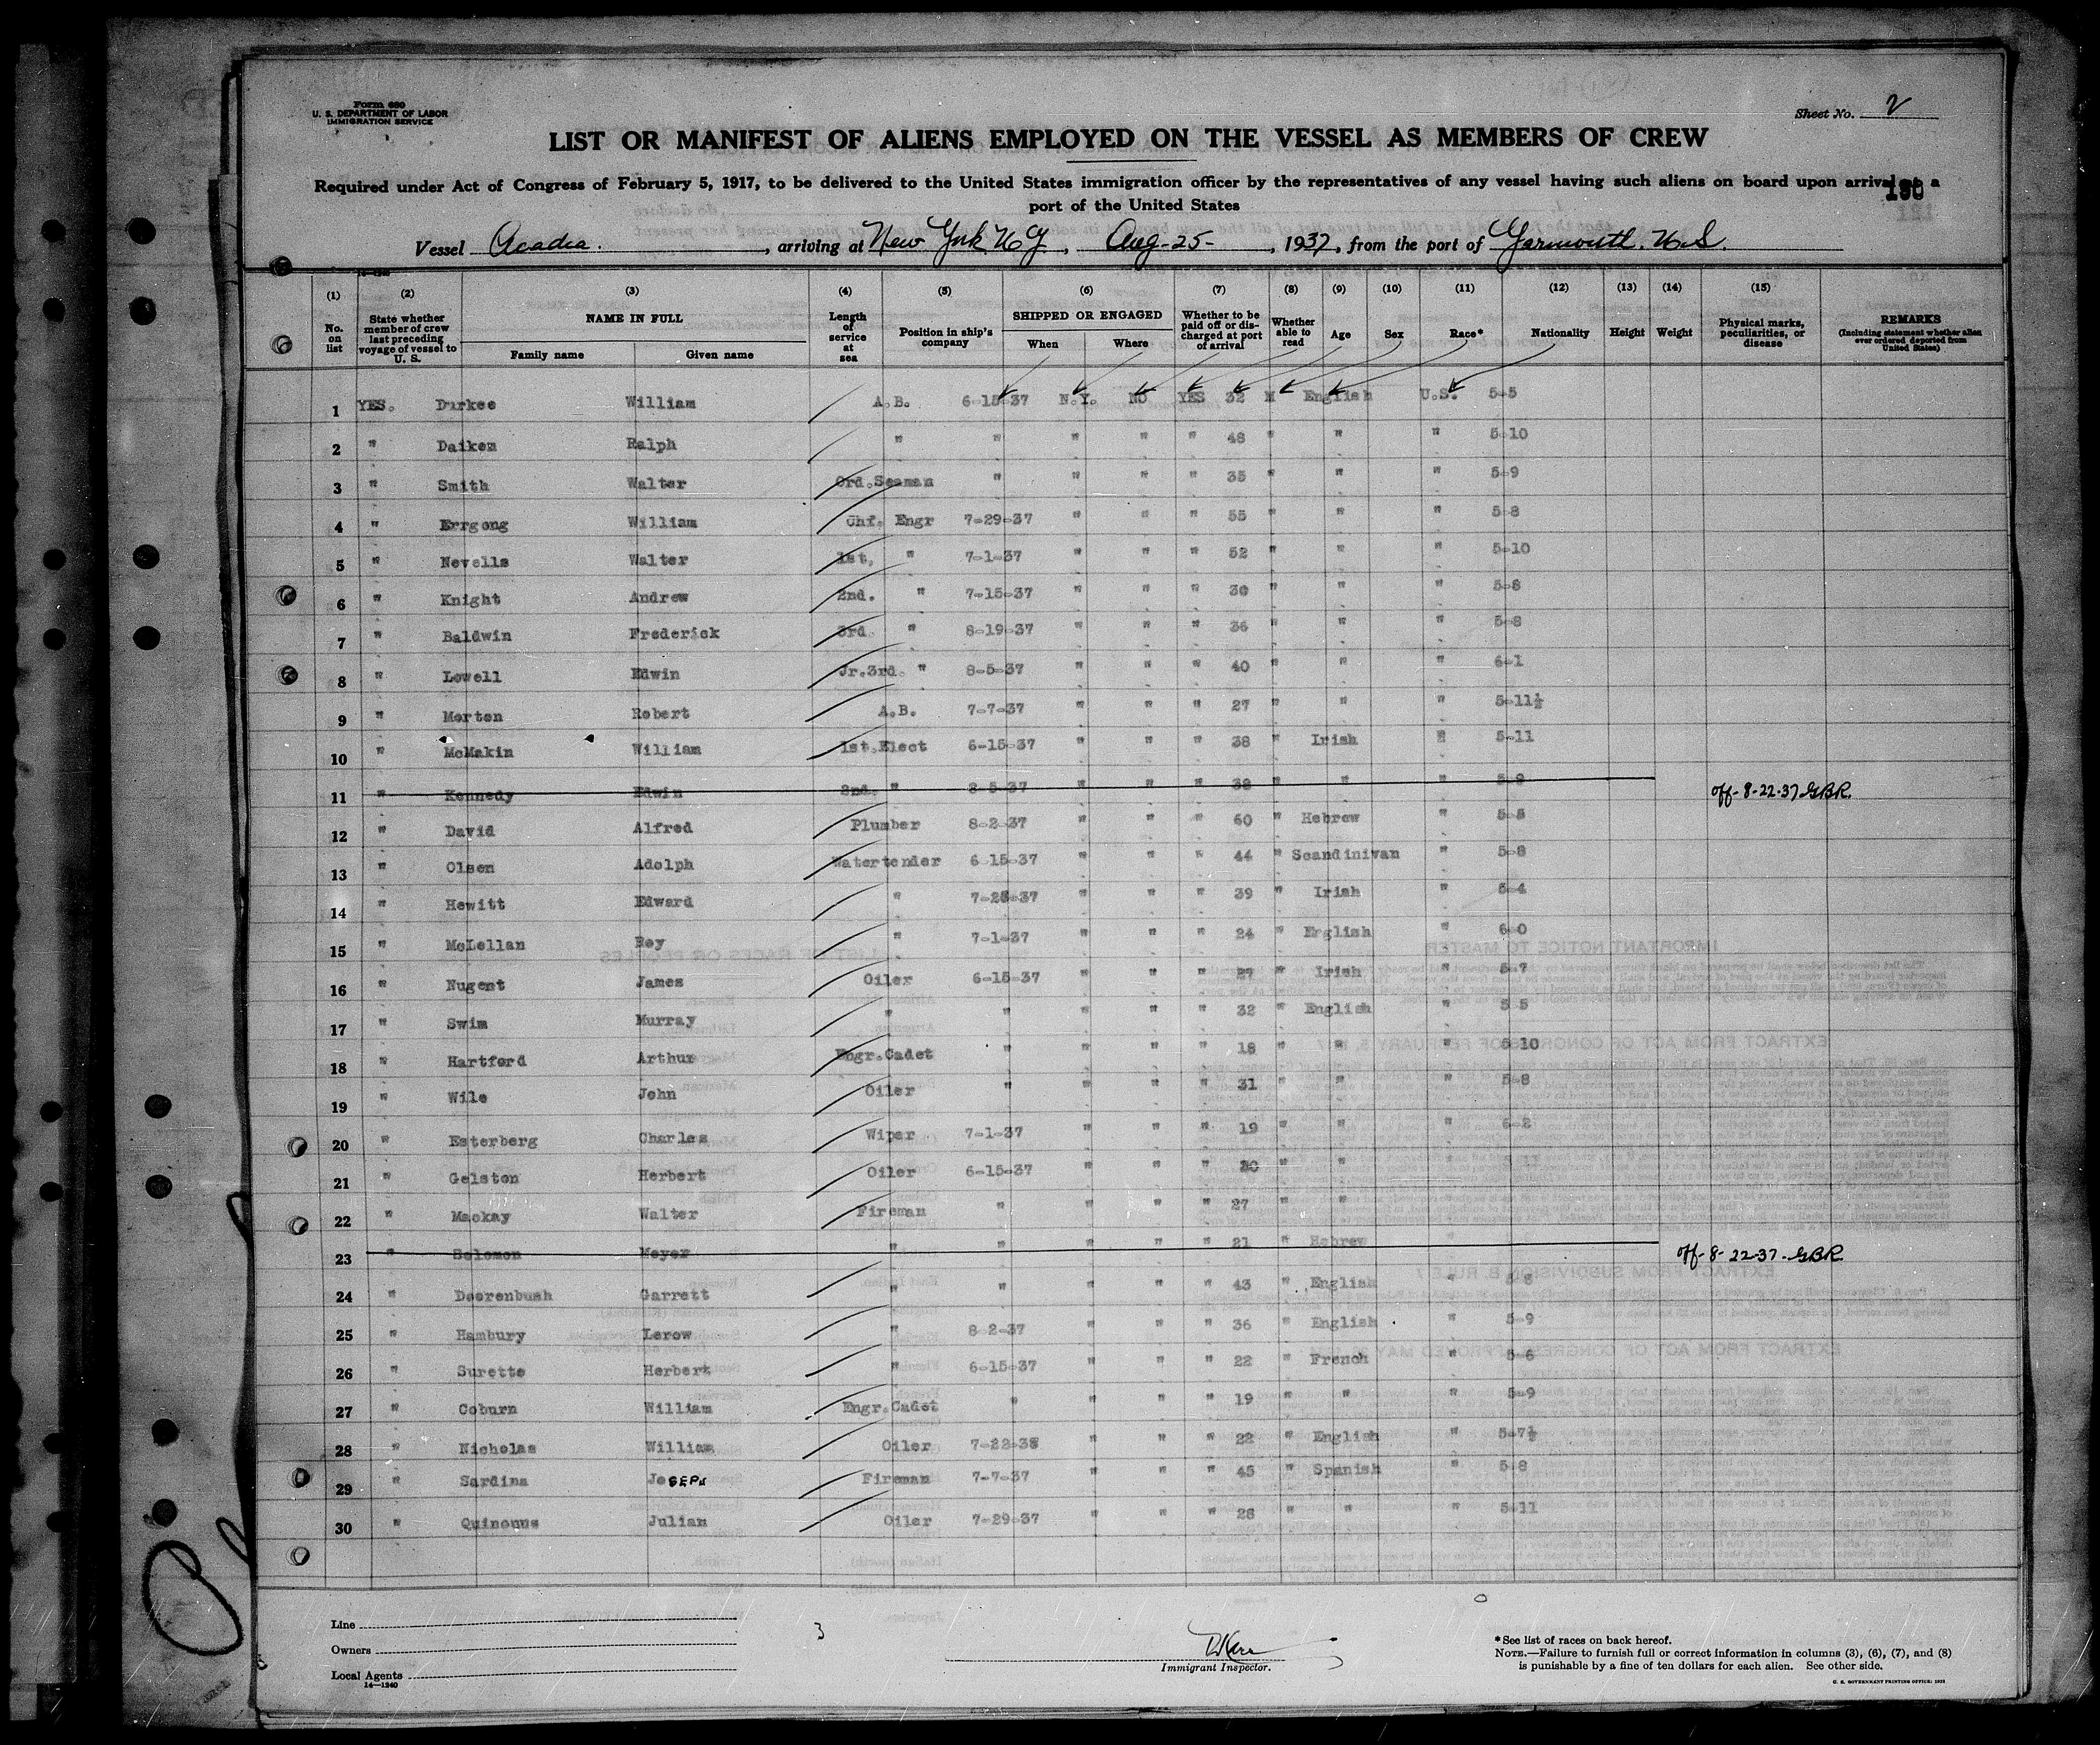 Form 680
U. S. DEPARTMENT OF LABOR
IMMIGRATION SERVICE
Sheet No. 2
LIST OR MANIFEST OF ALIENS EMPLOYED ON THE VESSEL AS MEMBERS OF CREW
Required under Act of Congress of February 5, 1917, to be delivered to the United States immigration officer by the representatives of any vessel having such aliens on board upon arrival at a
port of the United States
190
Vessel Acadia. , arriving at New York N Y , Aug-25- , 1937, from the port of Yarmouth. N.S.
(1) (2) (3) (4) (5) (6) (7) (8) (9) (10) (11) (12) (13) (14) (15)
No. on list
State whether member of crew last preceding voyage of vessel to U. S.
NAME IN FULL
Family name Given name
Length of service at sea
Position in ship's company
SHIPPED OR ENGAGED
When Where
Whether to be paid off or discharged at port of arrival
Whether able to read
Age Sex Race* Nationality Height Weight
Physical marks, peculiarities, or disease
REMARKS
(Including statement whether alien ever ordered deported from United States)
1 YES. Durkee William A.B. 6-15-37 N.Y. NO YES 32 M English U.S. 5-5
2 " Daiken Ralph " " " " " 48 " " " 5-10
3 " Smith Walter Ord.Seaman " " " " 35 " " " 5-9
4 " Errgong William Chf. Engr 7-29-37 " " " 55 " " " 5-8
5 " Nevells Walter 1st. " 7-1-37 " " " 52 " " " 5-10
6 " Knight Andrew 2nd. " 7-15-37 " " " 30 " " " 5-8
7 " Baldwin Frederick 3rd. " 8-19-37 " " " 36 " " " 5-8
8 " Lowell Edwin Jr.3rd. " 8-5-37 " " " 40 " " " 6-1
9 " Morton Robert A.B. 7-7-37 " " " 27 " " " 5-11½
10 " McMakin William 1st.Elect 6-15-37 " " " 38 " Irish " 5-11
11 " Kennedy Edwin 2nd. " 8-5-37 " " " 38 " " " 5-9 off-8-22-37 GBR.
12 " David Alfred Plumber 8-2-37 " " " 60 " Hebrew " 5-5
13 " Olsen Adolph Watertender 6-15-37 " " " 44 " Scandinivan " 5-8
14 " Hewitt Edward " 7-28-37 " " " 39 " Irish " 5-4
15 " McLellan Roy " 7-1-37 " " " 24 " English " 6-0
16 " Nugent James Oiler 6-15-37 " " " 27 " Irish " 5-7
17 " Swim Murray " " " " " 32 " English " 5-5
18 " Hartford Arthur Engr.Cadet " " " " 18 " " " 5-10
19 " Wile John Oiler " " " " 31 " " " 5-8
20 " Esterberg Charles Wiper 7-1-37 " " " 19 " " " 6-2
21 " Gelston Herbert Oiler 6-15-37 " " " 20 " "
22 " Mackay Walter Fireman " " " " 27 " "
23 " Solomon Meyer " " " " " 21 " Hebrew off-8-22-37-GBR.
24 " Deerenbush Garrett " " " " " 43 " English " 5-8
25 " Hambury Lerow " 8-2-37 " " " 36 " English " 5-9
26 " Surette Herbert " 6-15-37 " " " 22 " French " 5-6
27 " Coburn William Engr.Cadet " " " " 19 " " " 5-9
28 " Nicholas William Oiler 7-22-38 " " " 22 " English " 5-7½
29 " Sardina JoSEPH Fireman 7-7-37 " " " 45 " Spanish " 5-8
30 " Quinonus Julian Oiler 7-29-37 " " " 28 " " " 5-11
Line
Owners
Local Agents
14—1240
3
Immigrant Inspector.
*See list of races on back hereof.
NOTE.—Failure to furnish full or correct information in columns (3), (6), (7), and (8)
is punishable by a fine of ten dollars for each alien. See other side.
U. S. GOVERNMENT PRINTING OFFICE: